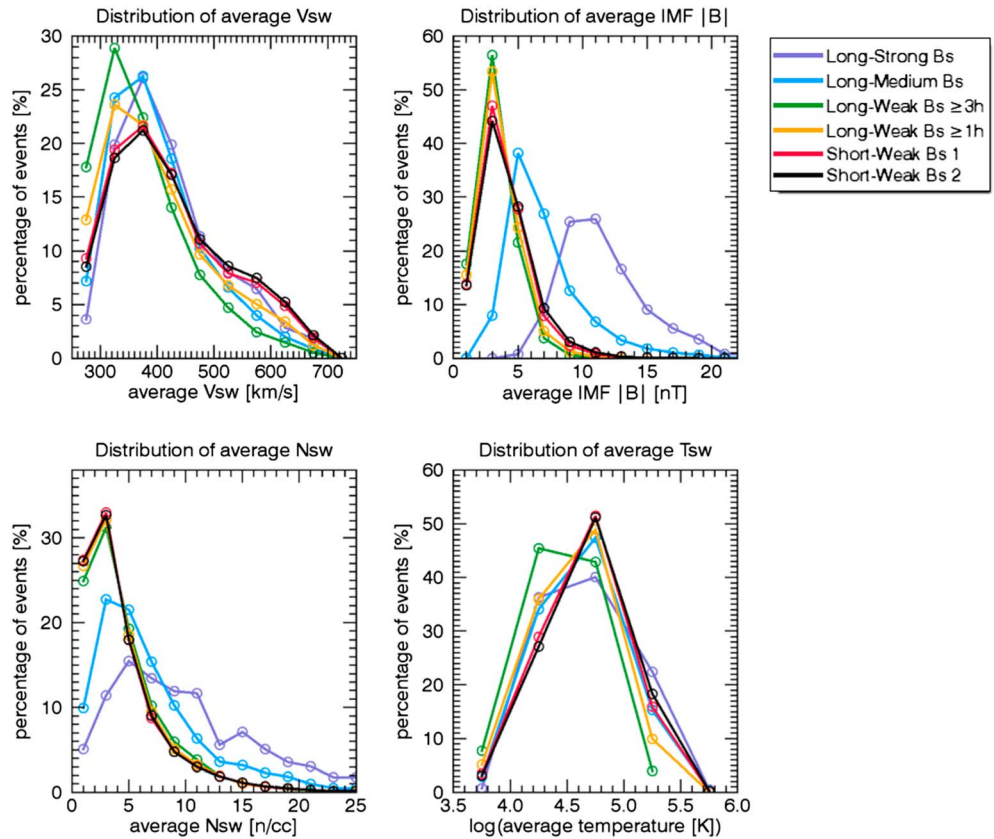 Distribution of average Vsw
30
25
20
15
10
5
0
percentage of events [%]
300 400 500 600 700
average Vsw [km/s]
Distribution of average IMF |B|
60
50
40
30
20
10
0
percentage of events [%]
0 5 10 15 20
average IMF |B| [nT]
Long-Strong Bs
Long-Medium Bs
Long-Weak Bs ≥3h
Long-Weak Bs ≥1h
Short-Weak Bs 1
Short-Weak Bs 2
Distribution of average Nsw
30
20
10
0
percentage of events [%]
0 5 10 15 20 25
average Nsw [n/cc]
Distribution of average Tsw
60
50
40
30
20
10
0
percentage of events [%]
3.5 4.0 4.5 5.0 5.5 6.0
log(average temperature [K])